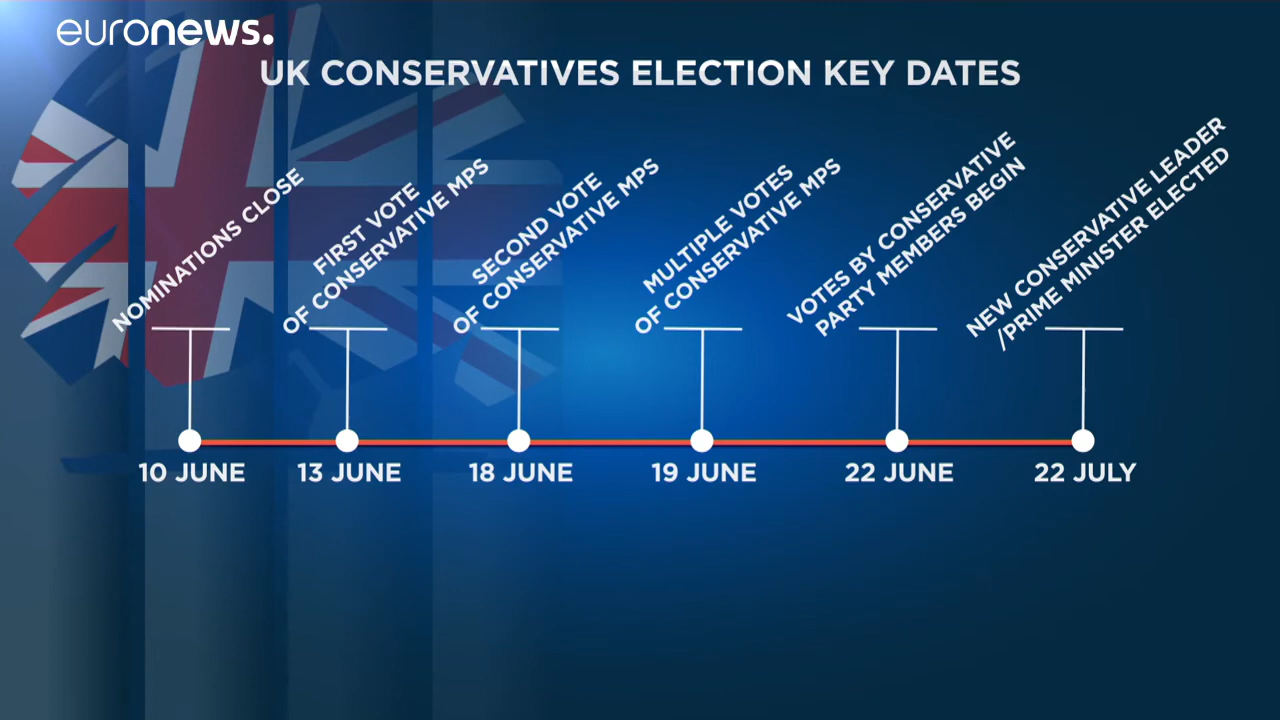 euronews.
UK CONSERVATIVES ELECTION KEY DATES
NOMINATIONS CLOSE
10 JUNE
FIRST VOTE
OF CONSERVATIVE MPS
13 JUNE
SECOND VOTE
OF CONSERVATIVE MPS
18 JUNE
MULTIPLE VOTES
OF CONSERVATIVE MPS
19 JUNE
VOTES BY CONSERVATIVE
PARTY MEMBERS BEGIN
22 JUNE
NEW CONSERVATIVE LEADER
/PRIME MINISTER ELECTED
22 JULY